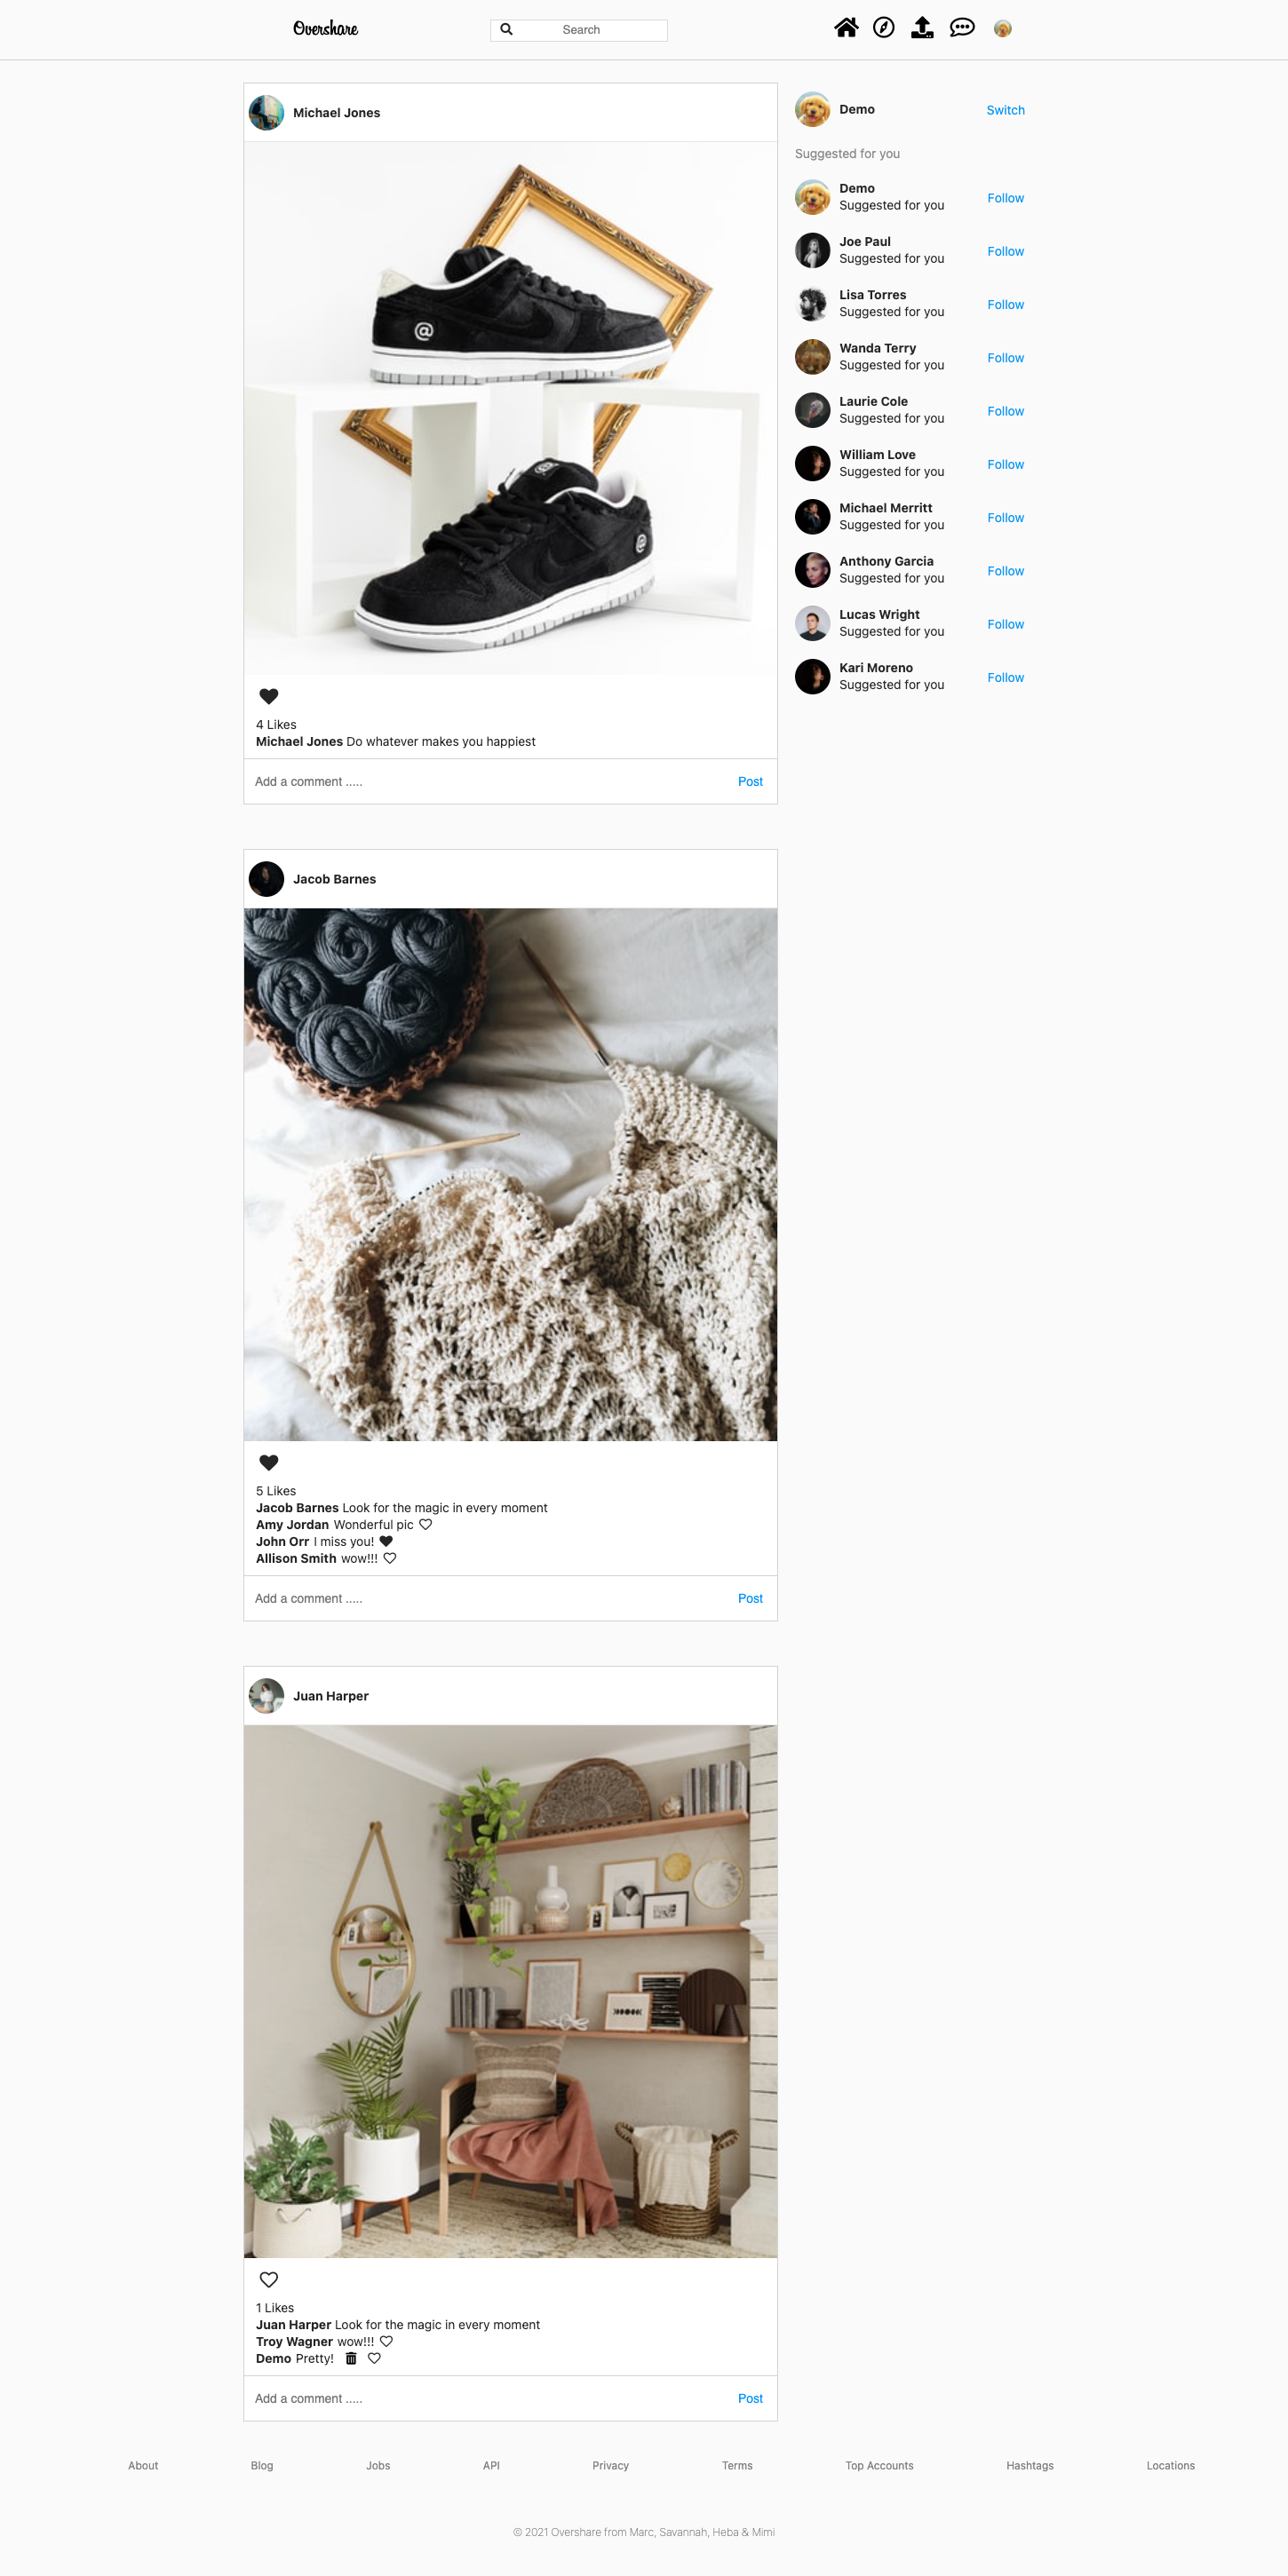 Overshare
Search
Michael Jones
@
@
@
4 Likes
Michael Jones Do whatever makes you happiest
Add a comment .....
Post
Demo
Switch
Suggested for you
Demo
Suggested for you
Follow
Joe Paul
Suggested for you
Follow
Lisa Torres
Suggested for you
Follow
Wanda Terry
Suggested for you
Follow
Laurie Cole
Suggested for you
Follow
William Love
Suggested for you
Follow
Michael Merritt
Suggested for you
Follow
Anthony Garcia
Suggested for you
Follow
Lucas Wright
Suggested for you
Follow
Kari Moreno
Suggested for you
Follow
Jacob Barnes
5 Likes
Jacob Barnes Look for the magic in every moment
Amy Jordan Wonderful pic
John Orr I miss you!
Allison Smith wow!!!
Add a comment .....
Post
Juan Harper
1 Likes
Juan Harper Look for the magic in every moment
Troy Wagner wow!!!
Demo Pretty!
Add a comment .....
Post
About
Blog
Jobs
API
Privacy
Terms
Top Accounts
Hashtags
Locations
© 2021 Overshare from Marc, Savannah, Heba & Mimi